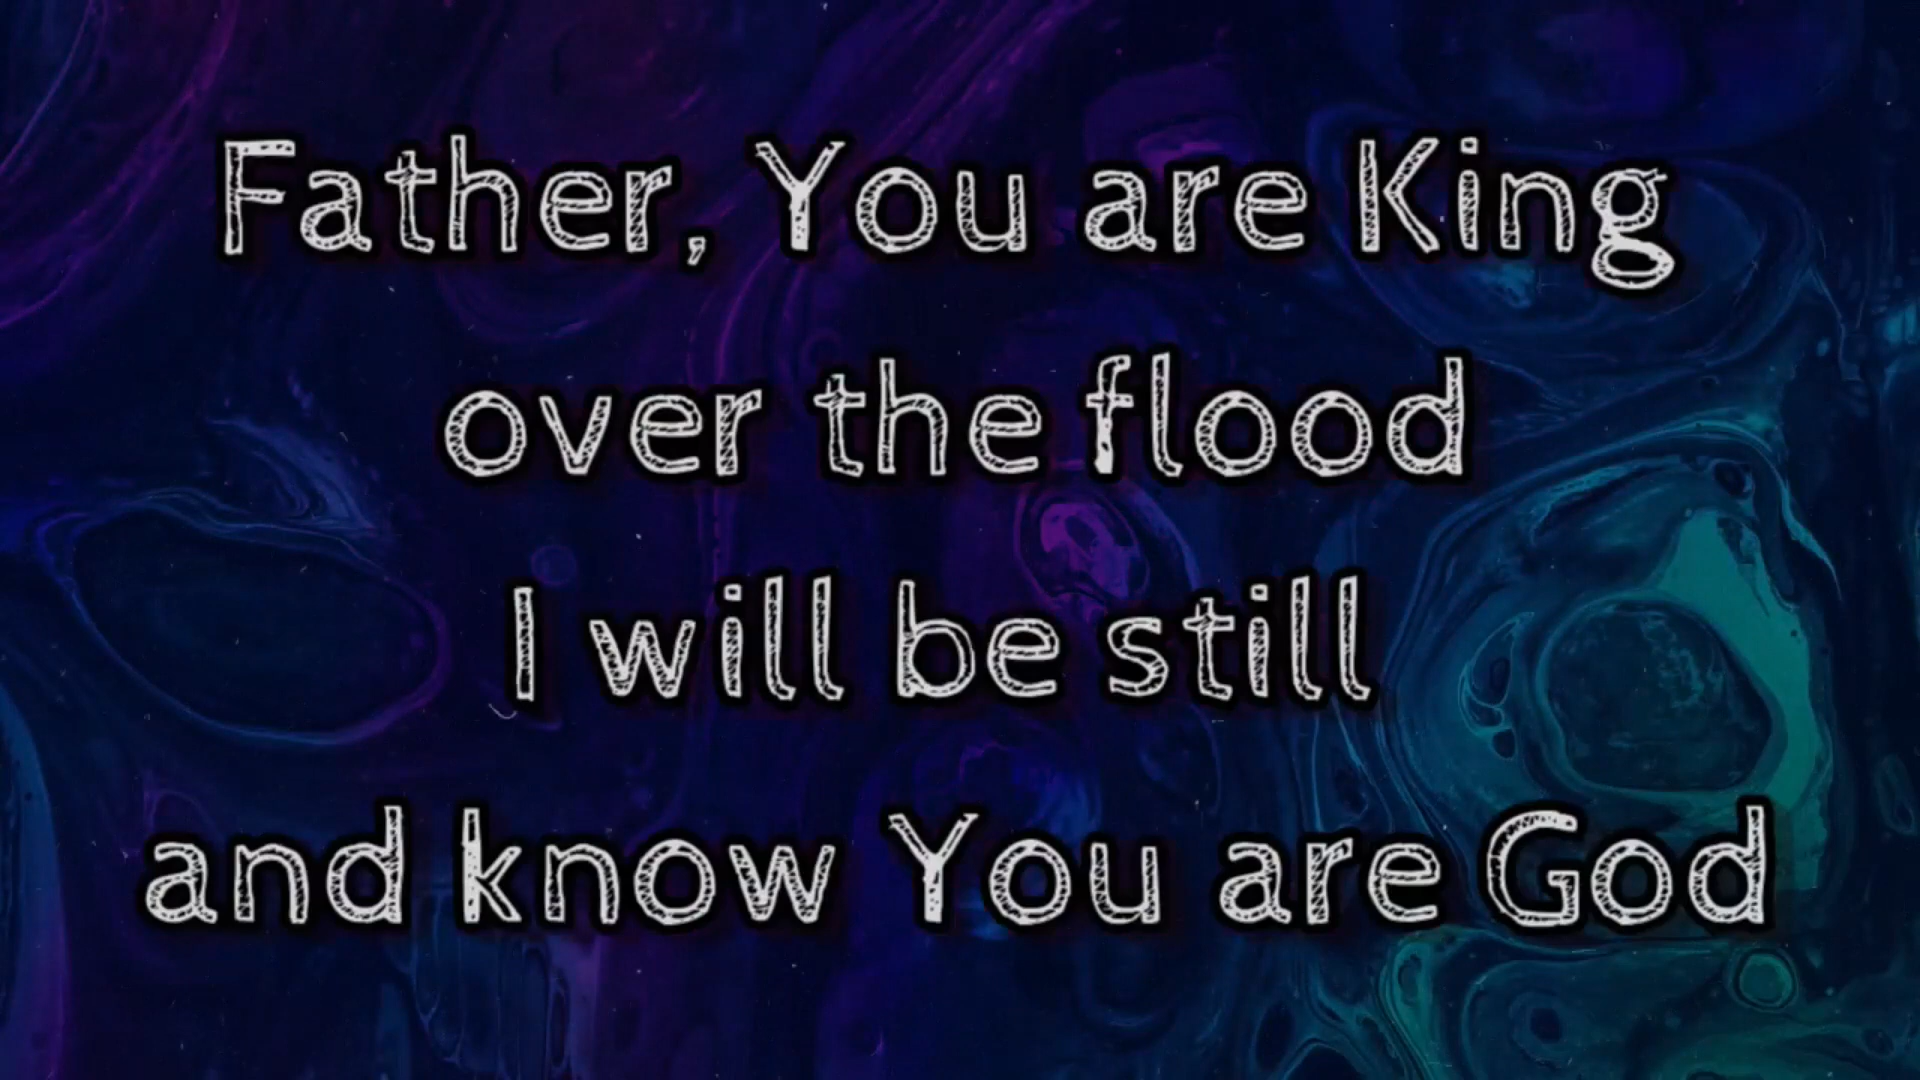 Father, You are King
over the flood
I will be still
and know You are God